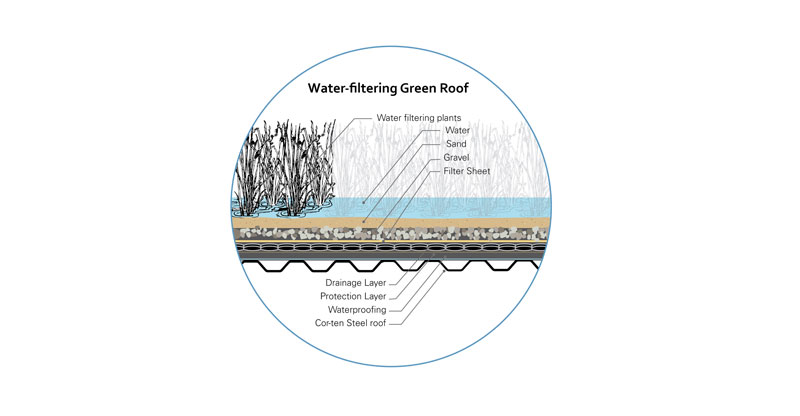 Water-filtering Green Roof
Water filtering plants
Water
Sand
Gravel
Filter Sheet
Drainage Layer
Protection Layer
Waterproofing
Cor-ten Steel roof